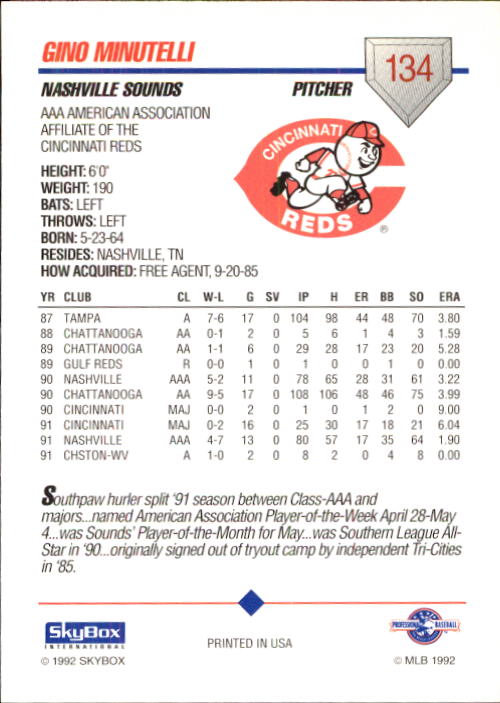 GINO MINUTELLI
134
NASHVILLE SOUNDS PITCHER
AAA AMERICAN ASSOCIATION
AFFILIATE OF THE
CINCINNATI REDS
CINCINNATI
REDS
®
HEIGHT: 6'0"
WEIGHT: 190
BATS: LEFT
THROWS: LEFT
BORN: 5-23-64
RESIDES: NASHVILLE, TN
HOW ACQUIRED: FREE AGENT, 9-20-85
YR CLUB CL W-L G SV IP H ER BB SO ERA
87 TAMPA A 7-6 17 0 104 98 44 48 70 3.80
88 CHATTANOOGA AA 0-1 2 0 5 6 1 4 3 1.59
89 CHATTANOOGA AA 1-1 6 0 29 28 17 23 20 5.28
89 GULF REDS R 0-0 1 0 1 0 0 0 1 0.00
90 NASHVILLE AAA 5-2 11 0 78 65 28 31 61 3.22
90 CHATTANOOGA AA 9-5 17 0 108 106 48 46 75 3.99
90 CINCINNATI MAJ 0-0 2 0 1 0 1 2 0 9.00
91 CINCINNATI MAJ 0-2 16 0 25 30 17 18 21 6.04
91 NASHVILLE AAA 4-7 13 0 80 57 17 35 64 1.90
91 CHSTON-WV A 1-0 2 0 8 2 0 4 8 0.00
Southpaw hurler split '91 season between Class-AAA and
majors...named American Association Player-of-the-Week April 28-May
4...was Sounds' Player-of-the-Month for May...was Southern League All-
Star in '90...originally signed out of tryout camp by independent Tri-Cities
in '85.
SkyBox
INTERNATIONAL
© 1992 SKYBOX
PRINTED IN USA
PROFESSIONAL BASEBALL
© MLB 1992